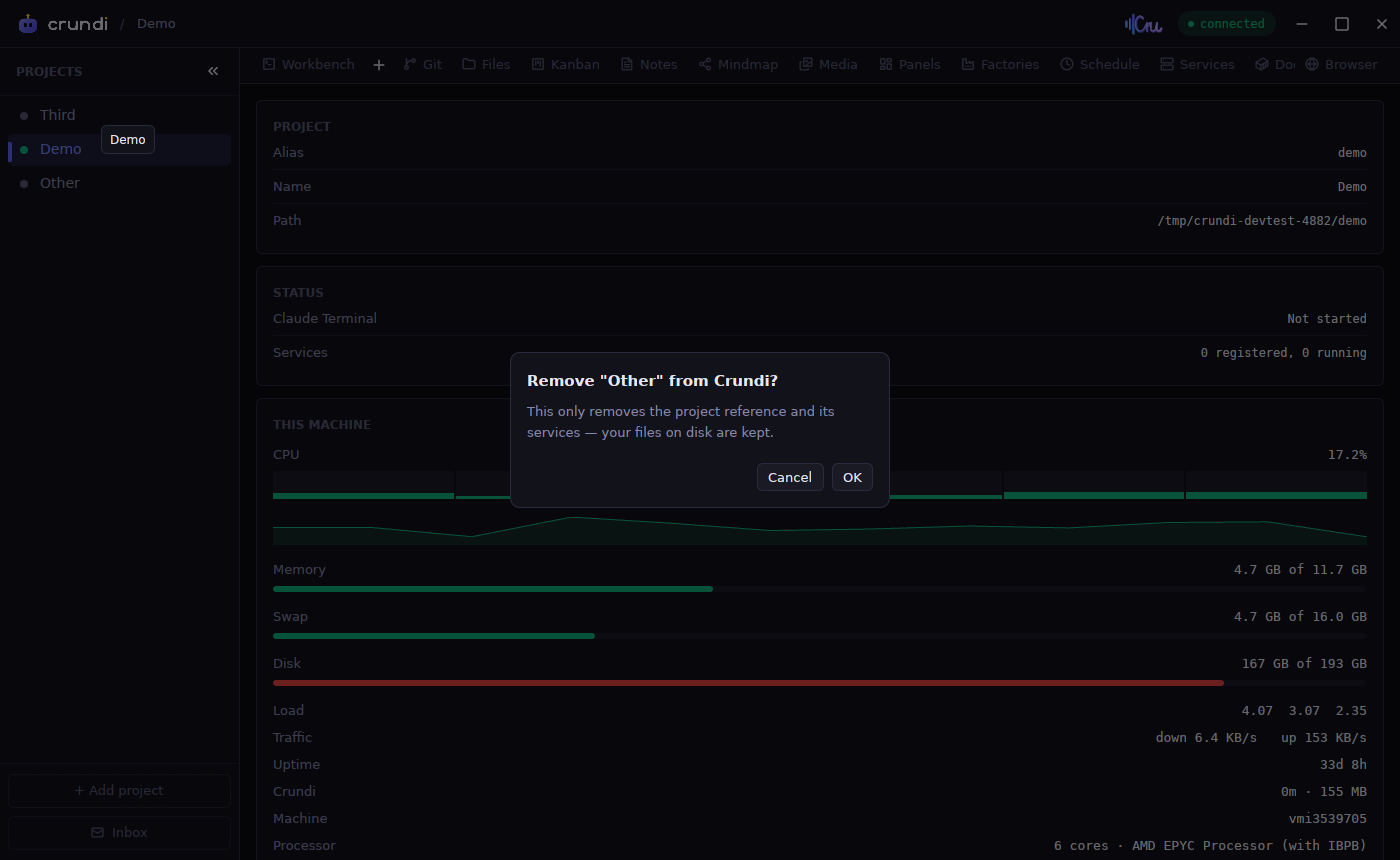 crundi / Demo
Cru
connected
PROJECTS
Workbench
Git
Files
Kanban
Notes
Mindmap
Media
Panels
Factories
Schedule
Services
Browser
Third
Demo
Demo
Other
PROJECT
Alias demo
Name Demo
Path /tmp/crundi-devtest-4882/demo
STATUS
Claude Terminal Not started
Services 0 registered, 0 running
Remove "Other" from Crundi?
This only removes the project reference and its
services — your files on disk are kept.
Cancel OK
THIS MACHINE
CPU 17.2%
Memory 4.7 GB of 11.7 GB
Swap 4.7 GB of 16.0 GB
Disk 167 GB of 193 GB
Load 4.07 3.07 2.35
Traffic down 6.4 KB/s up 153 KB/s
Uptime 33d 8h
Crundi 0m · 155 MB
Machine vmi3539705
Processor 6 cores · AMD EPYC Processor (with IBPB)
+ Add project
Inbox